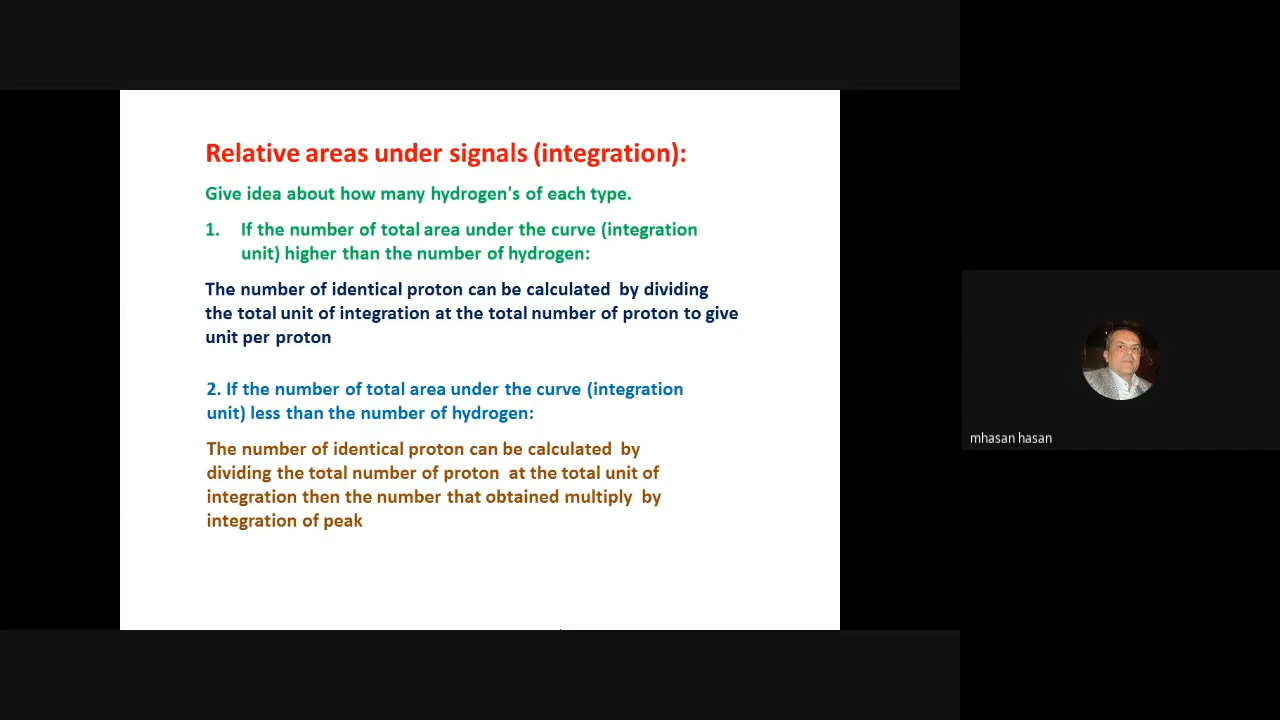 Relative areas under signals (integration):
Give idea about how many hydrogen's of each type.
1. If the number of total area under the curve (integration
unit) higher than the number of hydrogen:
The number of identical proton can be calculated by dividing
the total unit of integration at the total number of proton to give
unit per proton
2. If the number of total area under the curve (integration
unit) less than the number of hydrogen:
The number of identical proton can be calculated by
dividing the total number of proton at the total unit of
integration then the number that obtained multiply by
integration of peak
mhasan hasan